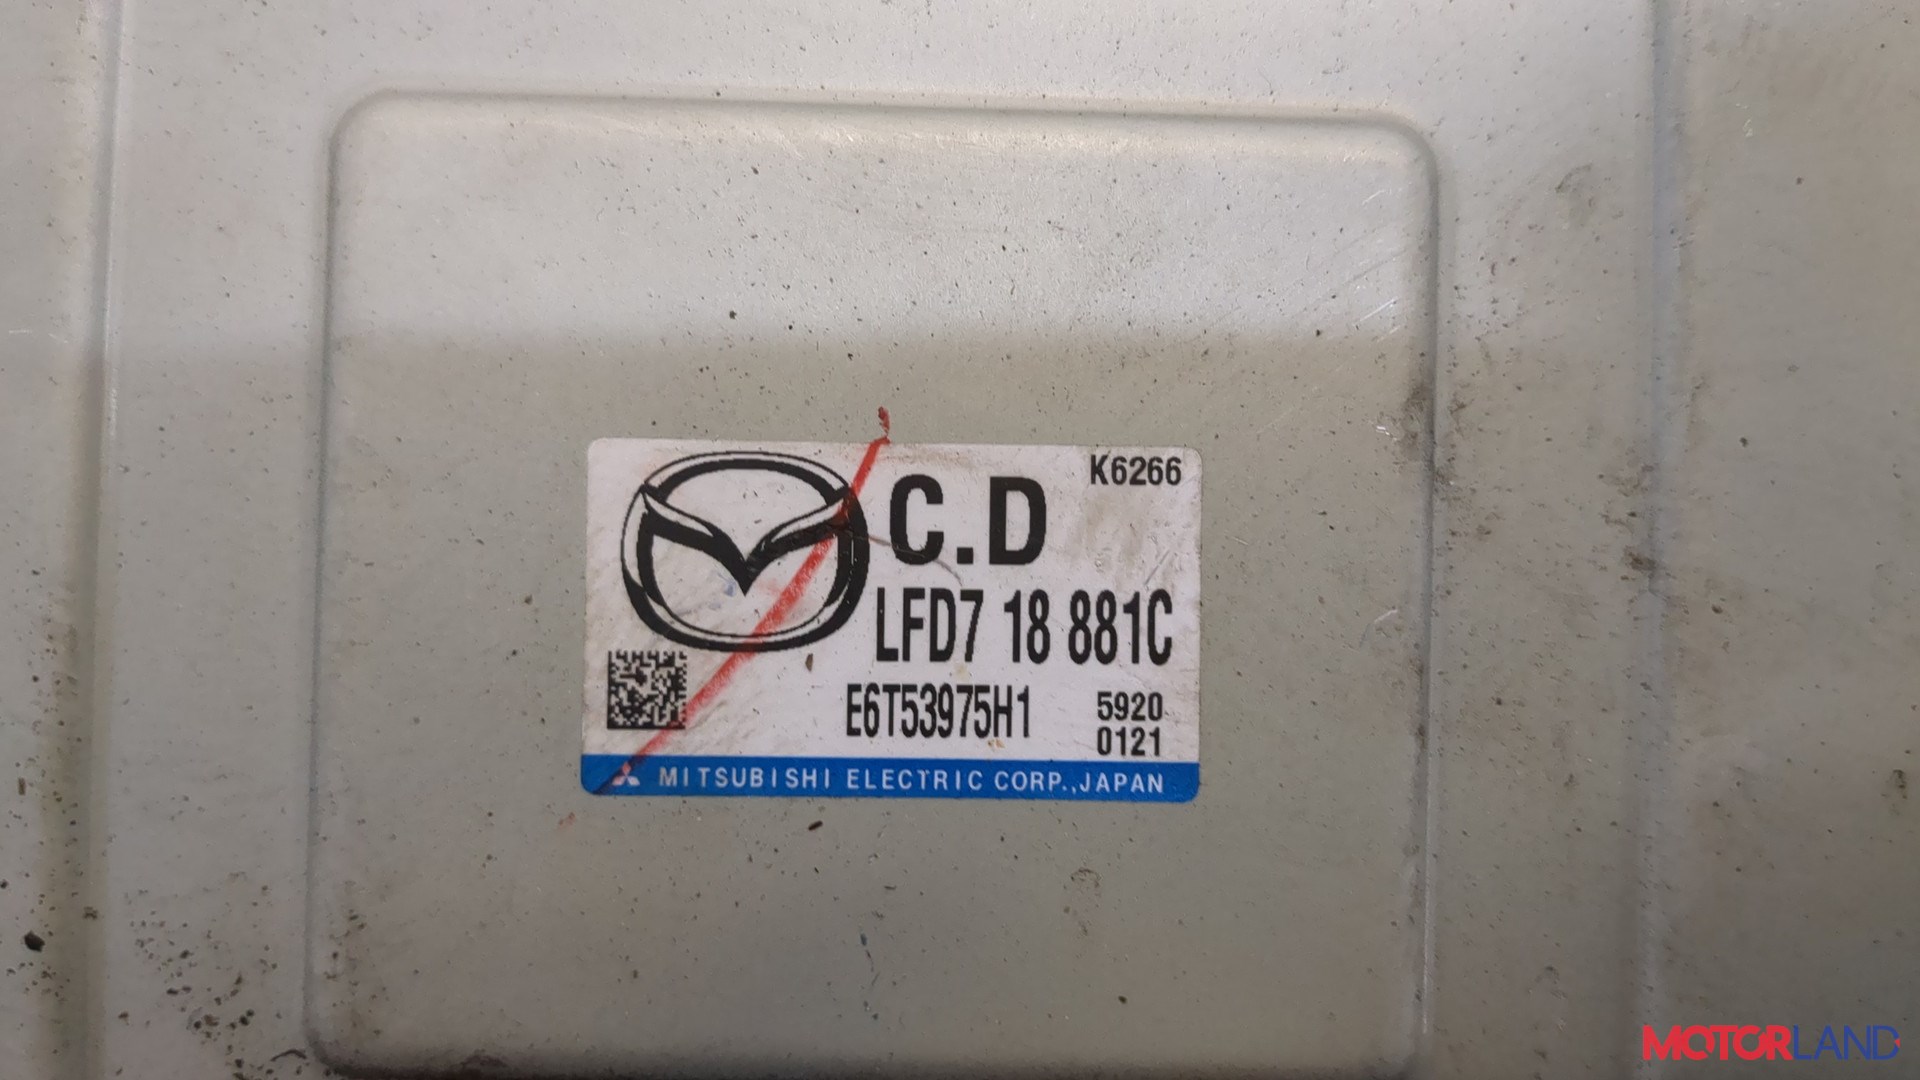 K6266
C.D
LFD7 18 881C
E6T53975H1
5920
0121
MITSUBISHI ELECTRIC CORP.,JAPAN
MOTORLAND